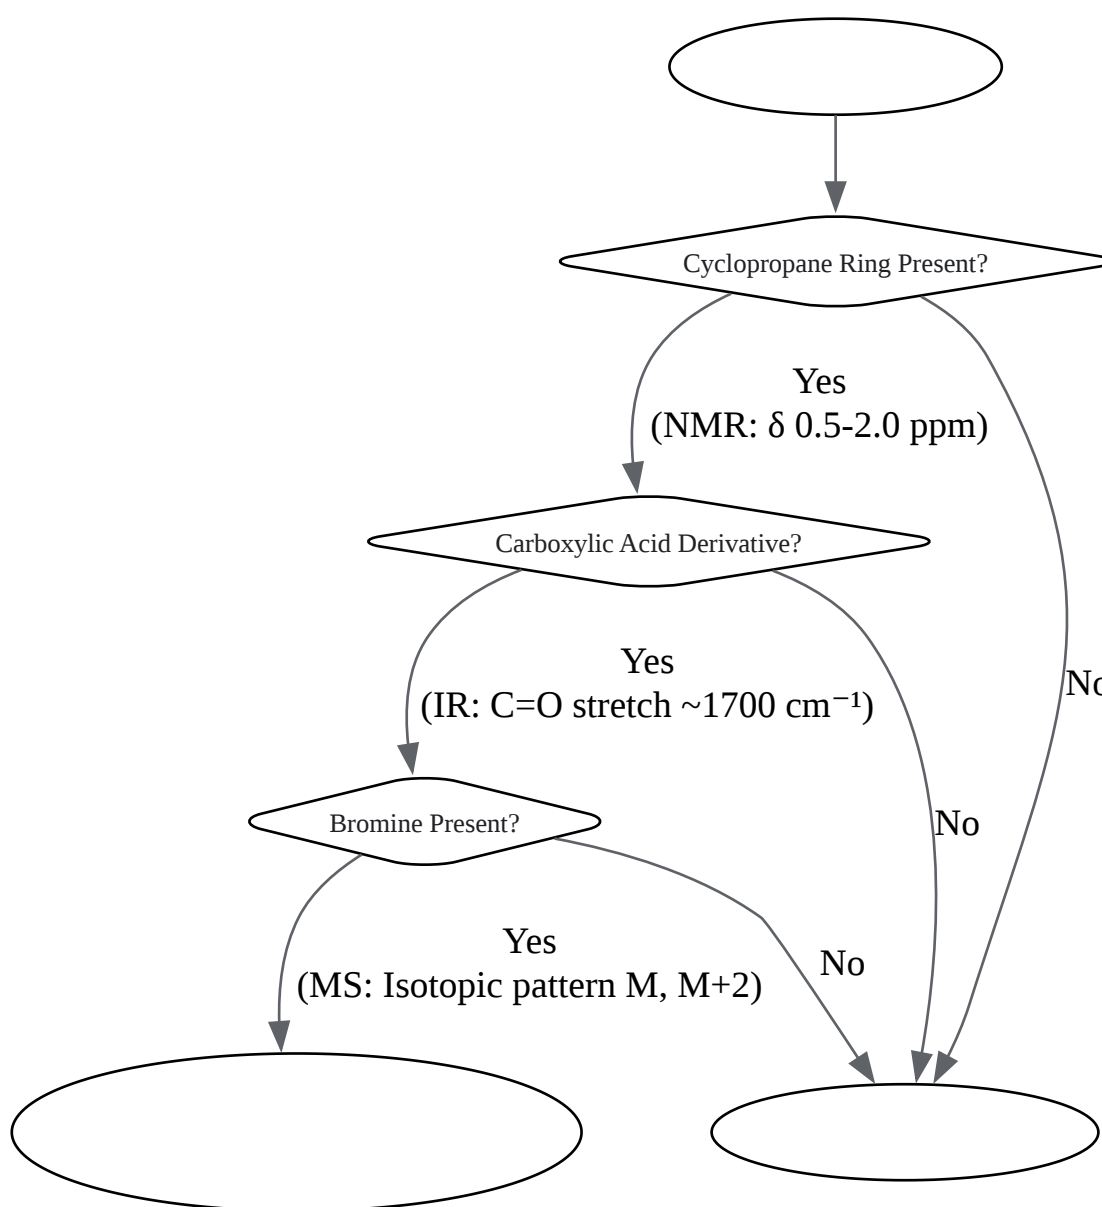 Cyclopropane Ring Present?
Yes
(NMR: δ 0.5-2.0 ppm)
Carboxylic Acid Derivative?
Yes
(IR: C=O stretch ~1700 cm⁻¹)
No
Bromine Present?
No
Yes
(MS: Isotopic pattern M, M+2)
No